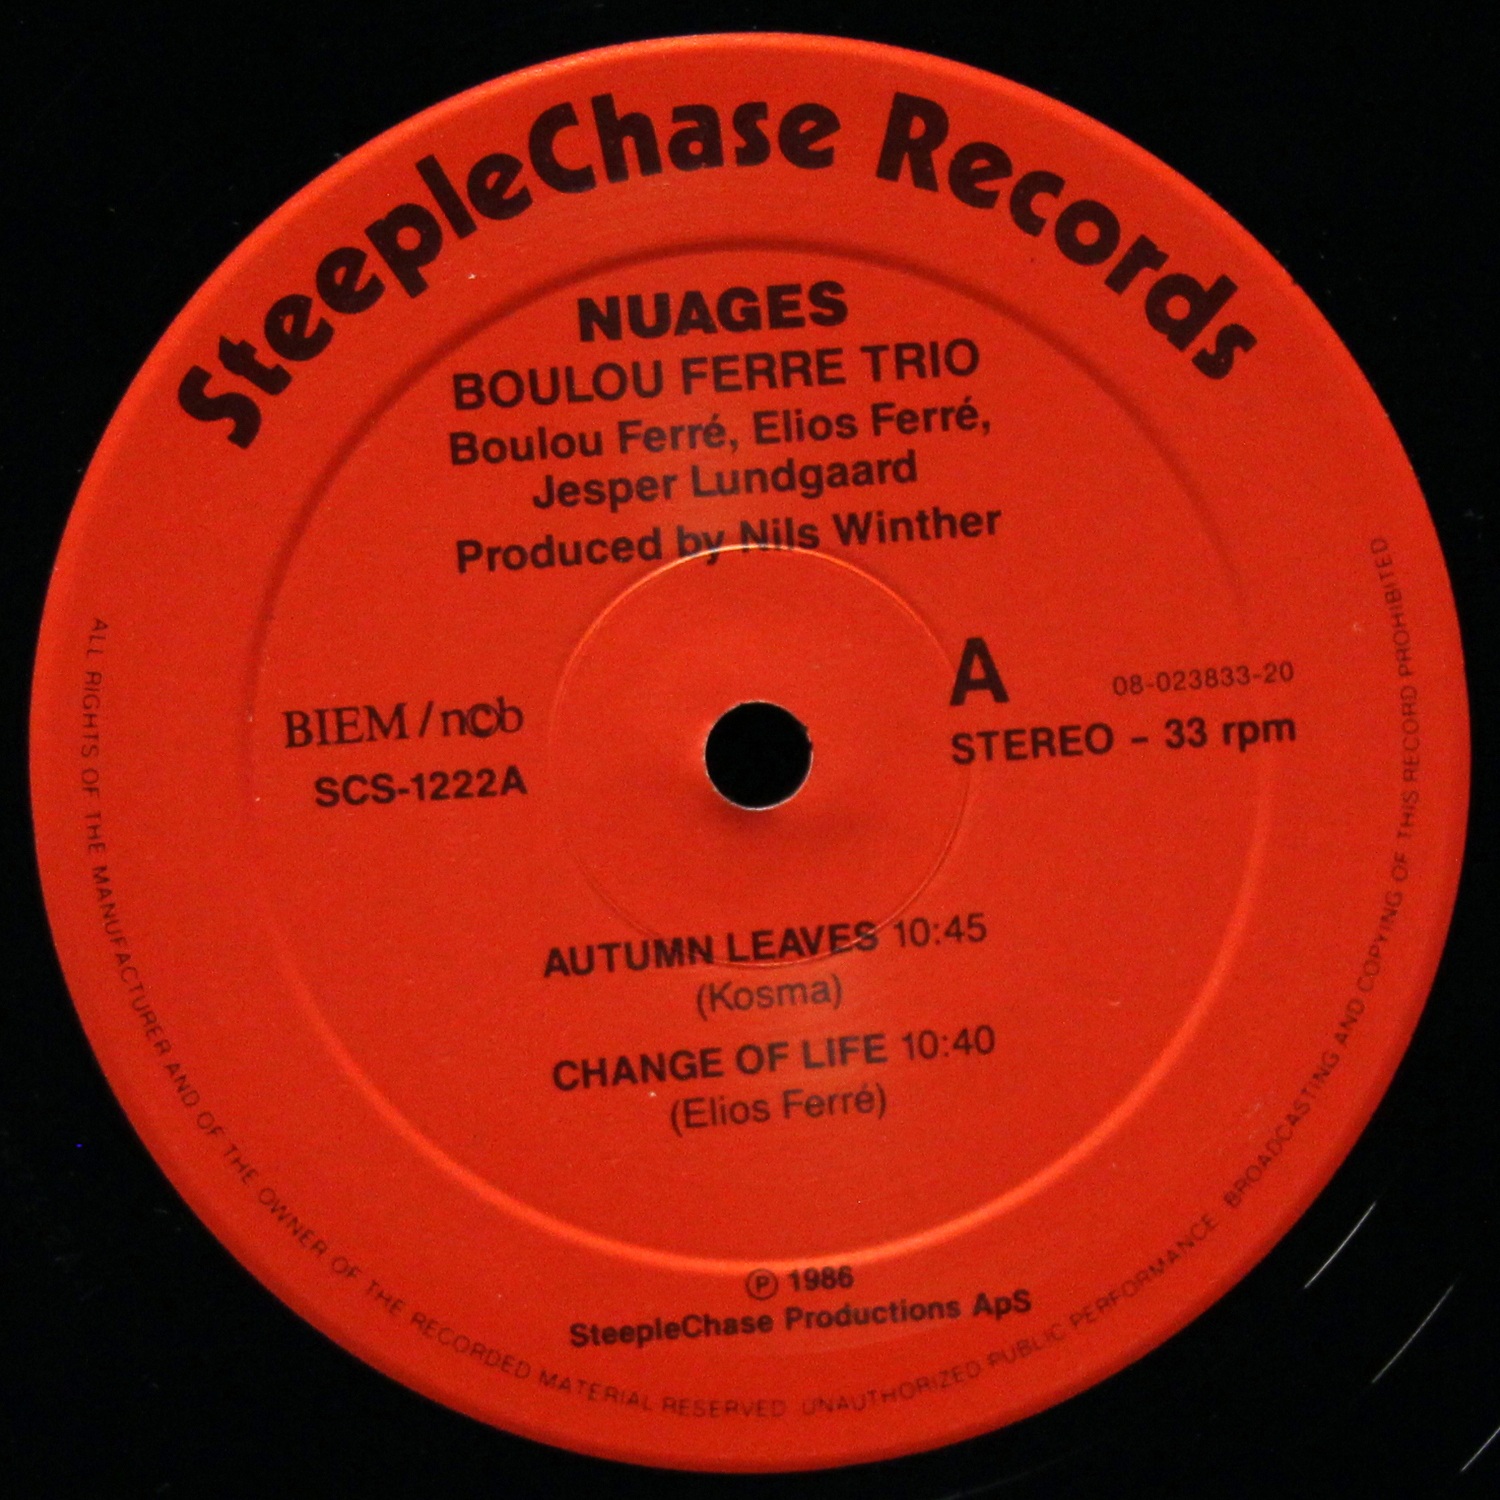 SteepleChase Records
NUAGES
BOULOU FERRE TRIO
Boulou Ferré, Elios Ferré,
Jesper Lundgaard
Produced by Nils Winther
BIEM/ncb
SCS-1222A
A
08-023833-20
STEREO – 33 rpm
AUTUMN LEAVES 10:45
(Kosma)
CHANGE OF LIFE 10:40
(Elios Ferré)
℗ 1986
SteepleChase Productions ApS
ALL RIGHTS OF THE MANUFACTURER AND OF THE OWNER OF THE RECORDED MATERIAL RESERVED UNAUTHORIZED PUBLIC PERFORMANCE BROADCASTING AND COPYING OF THIS RECORD PROHIBITED